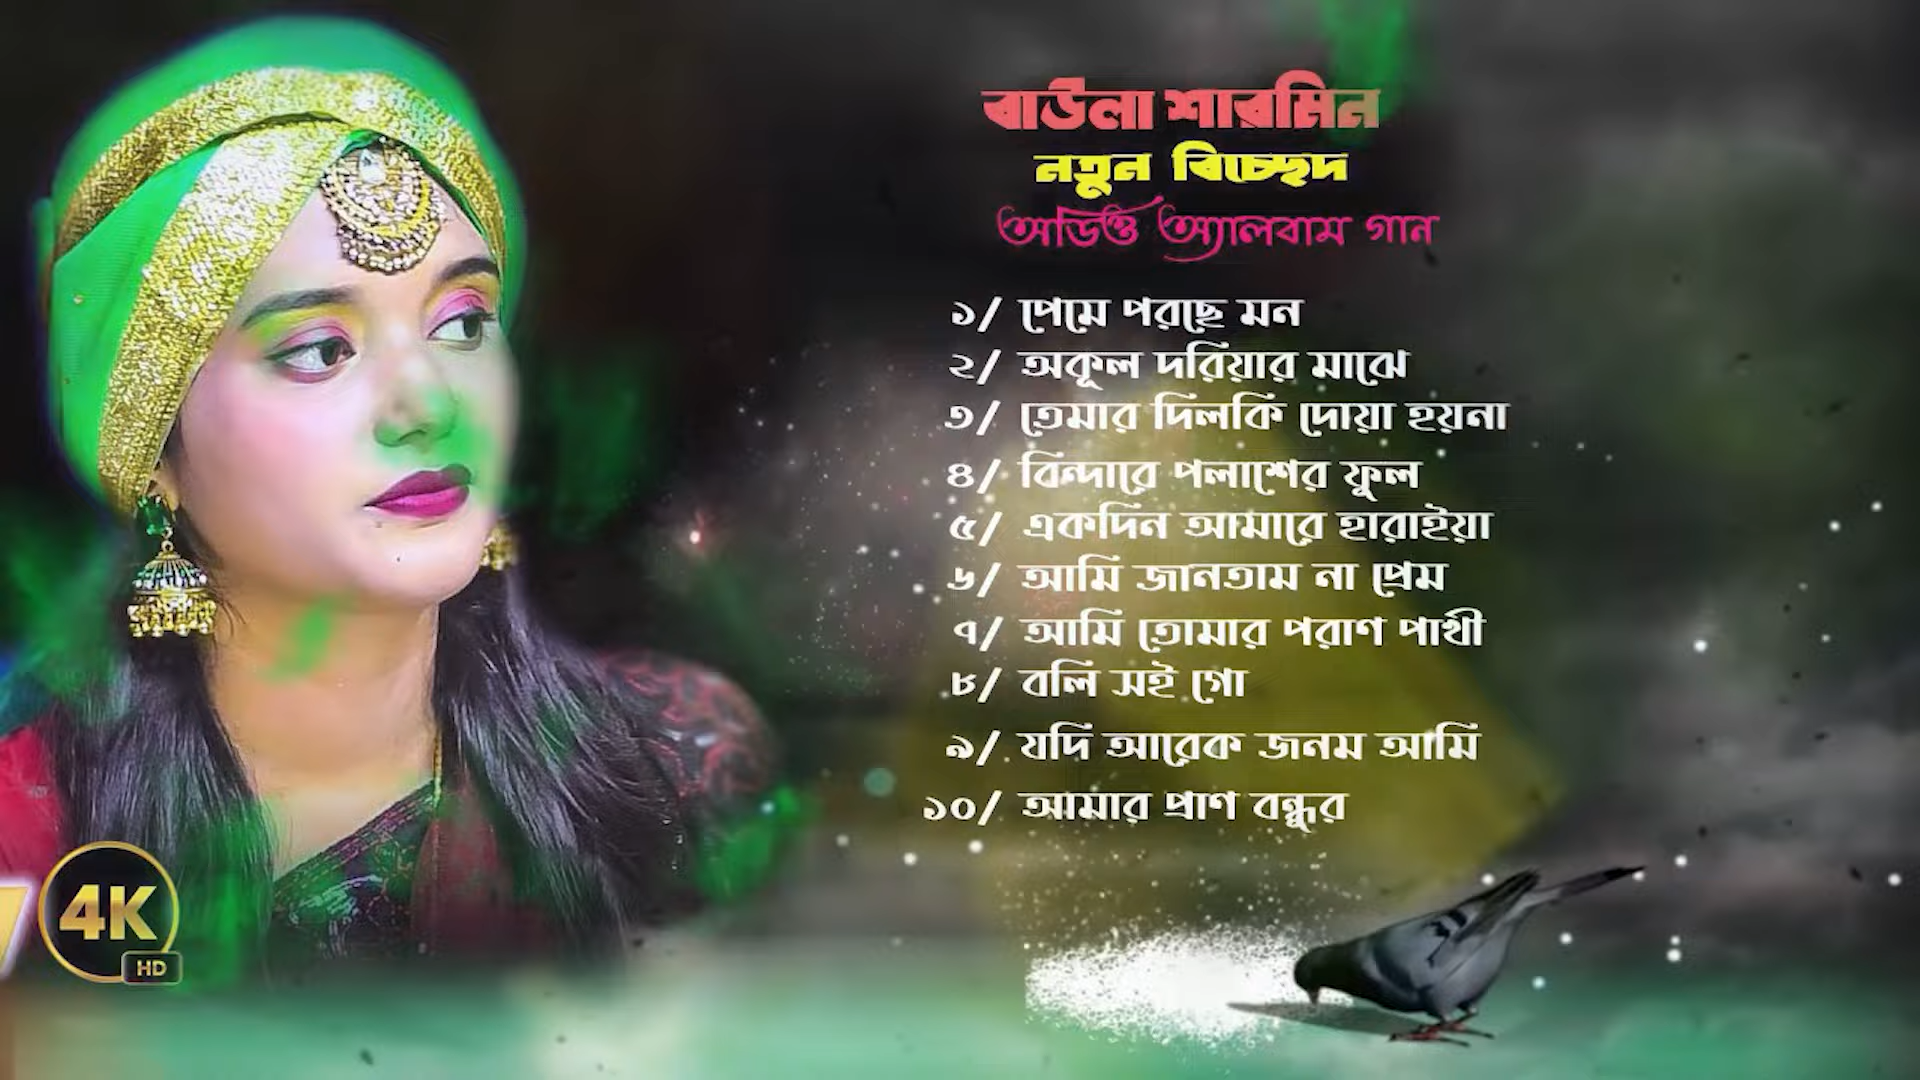 বাউলা শারমিন
নতুন বিচ্ছেদ
অডিও অ্যালবাম গান
১/ পেমে পরছে মন
২/ অকূল দরিয়ার মাঝে
৩/ তেমার দিলকি দোয়া হয়না
৪/ বিন্দারে পলাশের ফুল
৫/ একদিন আমারে হারাইয়া
৬/ আমি জানতাম না প্রেম
৭/ আমি তোমার পরাণ পাখী
৮/ বলি সই গো
৯/ যদি আরেক জনম আমি
১০/ আমার প্রাণ বন্ধুর
4K
HD